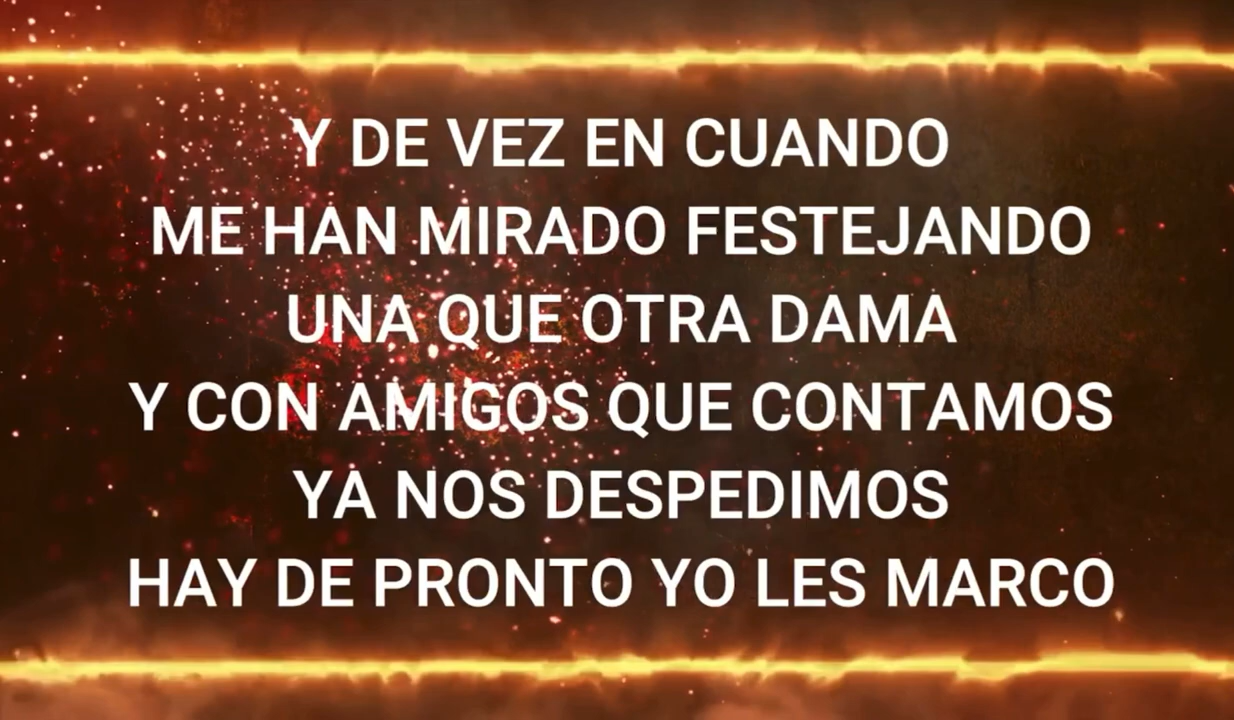 Y DE VEZ EN CUANDO
ME HAN MIRADO FESTEJANDO
UNA QUE OTRA DAMA
Y CON AMIGOS QUE CONTAMOS
YA NOS DESPEDIMOS
HAY DE PRONTO YO LES MARCO